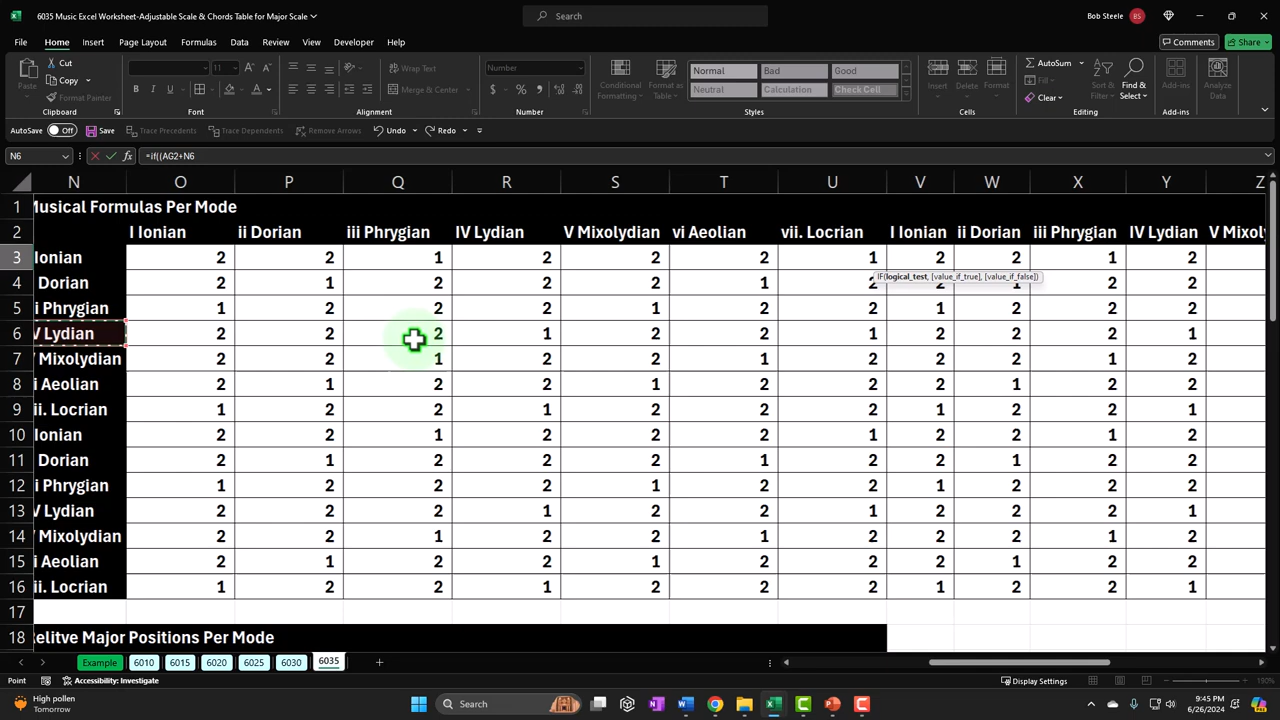 6035 Music Excel Worksheet-Adjustable Scale & Chords Table for Major Scale
Search
Bob Steele BS
File Home Insert Page Layout Formulas Data Review View Developer Help
Comments Share
Cut
Copy
Format Painter
Paste
Clipboard
11
Font
Wrap Text
Merge & Center
Alignment
Number
Number
Conditional Formatting
Format as Table
Normal Bad Good
Neutral Calculation Check Cell
Styles
Insert Delete Format
Cells
AutoSum
Fill
Clear
Sort & Filter
Find & Select
Editing
Add-ins
Add-ins
Analyze Data
AutoSave Off Save Trace Precedents Trace Dependents Remove Arrows Undo Redo
N6 =if((AG2+N6
N O P Q R S T U V W X Y Z
1 Musical Formulas Per Mode
2 I Ionian ii Dorian iii Phrygian IV Lydian V Mixolydian vi Aeolian vii. Locrian I Ionian ii Dorian iii Phrygian IV Lydian V Mixol
3 Ionian 2 2 1 2 2 2 1 2 2 1 2
IF(logical_test, [value_if_true], [value_if_false])
4 Dorian 2 1 2 2 2 1 2 2 1 2 2
5 i Phrygian 1 2 2 2 1 2 2 1 2 2 2
6 V Lydian 2 2 2 1 2 2 1 2 2 2 1
7 Mixolydian 2 2 1 2 2 1 2 2 2 1 2
8 i Aeolian 2 1 2 2 1 2 2 2 1 2 2
9 ii. Locrian 1 2 2 1 2 2 2 1 2 2 1
10 Ionian 2 2 1 2 2 2 1 2 2 1 2
11 Dorian 2 1 2 2 2 1 2 2 1 2 2
12 i Phrygian 1 2 2 2 1 2 2 1 2 2 2
13 V Lydian 2 2 2 1 2 2 1 2 2 2 1
14 Mixolydian 2 2 1 2 2 1 2 2 2 1 2
15 i Aeolian 2 1 2 2 1 2 2 2 1 2 2
16 ii. Locrian 1 2 2 1 2 2 2 1 2 2 1
17
18 Relitve Major Positions Per Mode
Example 6010 6015 6020 6025 6030 6035
Point Accessibility: Investigate Display Settings 190%
High pollen
Tomorrow
Search
9:45 PM
6/26/2024